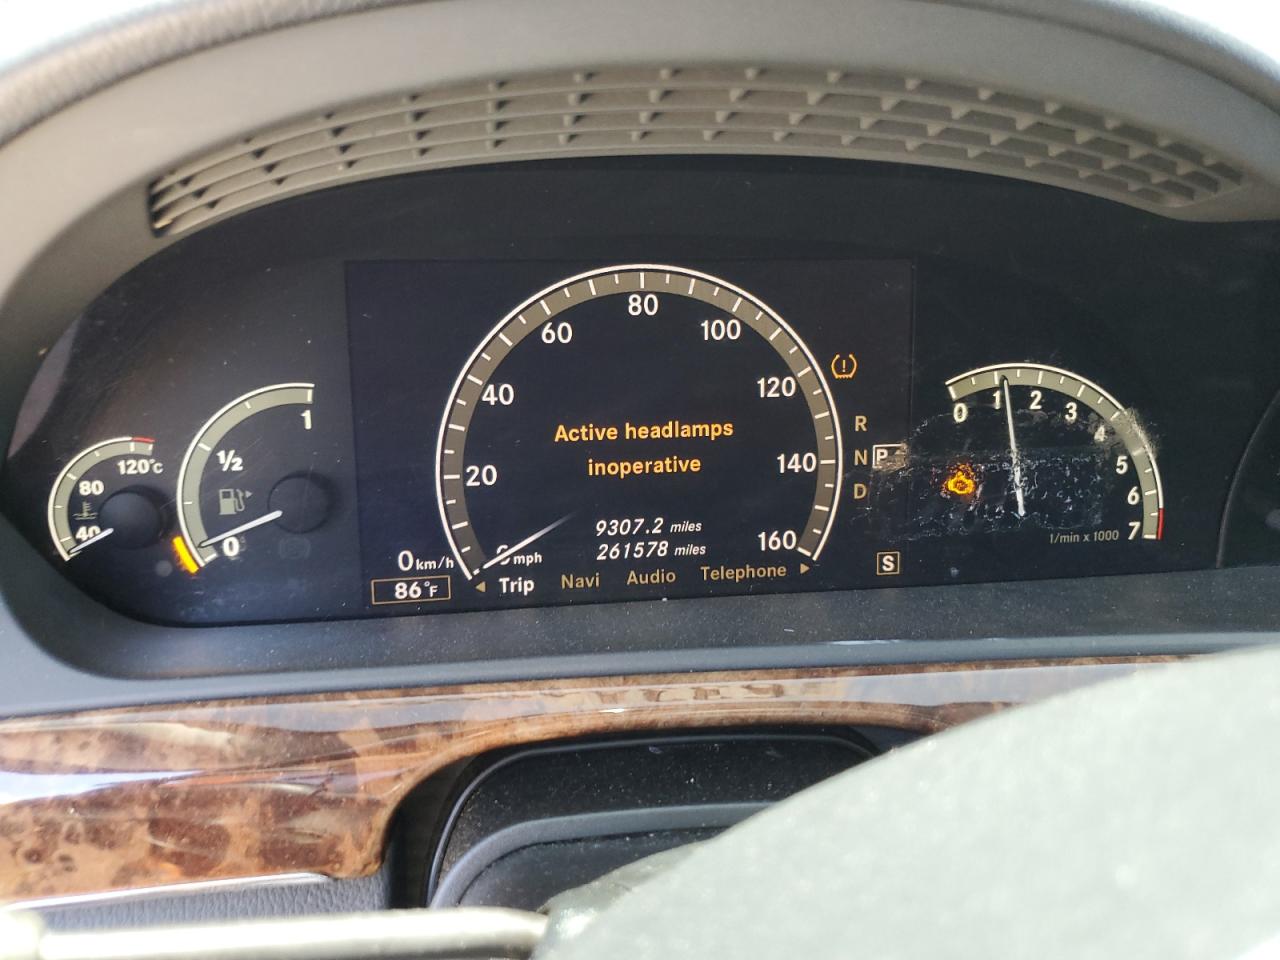 120°C
80
40
1
1/2
0
20
40
60
80
100
120
140
160
Active headlamps
inoperative
9307.2 miles
261578 miles
0 km/h
mph
86°F
Trip Navi Audio Telephone
R
N P
D
S
0 1 2 3 4 5 6 7
1/min x 1000